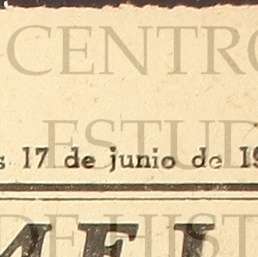 CENTRO
ESTUD
s 17 de junio de 19
DE HIST